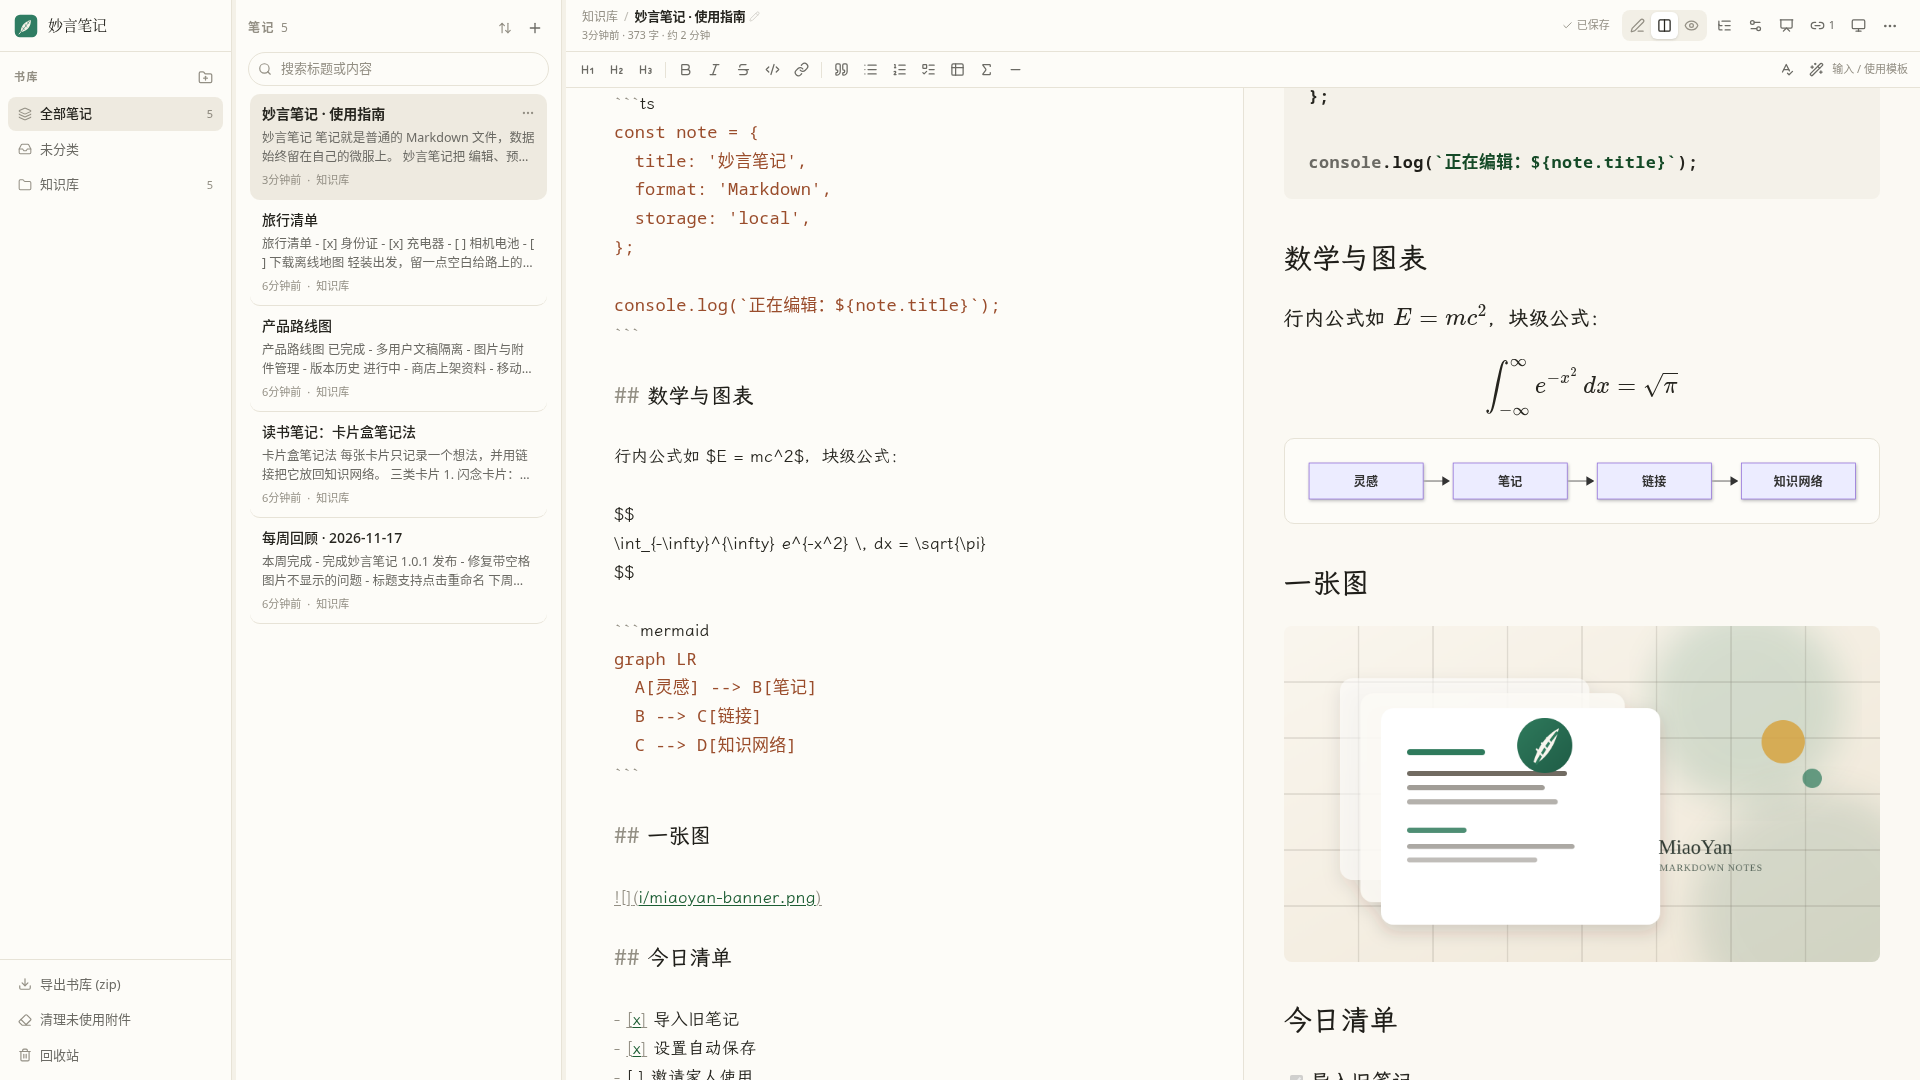 妙言笔记
书库
全部笔记 5
未分类
知识库 5
导出书库 (zip)
清理未使用附件
回收站
笔记 5
搜索标题或内容
妙言笔记 · 使用指南
妙言笔记 笔记就是普通的 Markdown 文件，数据
始终留在自己的微服上。 妙言笔记把 编辑、预...
3分钟前 · 知识库
旅行清单
旅行清单 - [x] 身份证 - [x] 充电器 - [ ] 相机电池 - [
] 下载离线地图 轻装出发，留一点空白给路上的...
6分钟前 · 知识库
产品路线图
产品路线图 已完成 - 多用户文稿隔离 - 图片与附
件管理 - 版本历史 进行中 - 商店上架资料 - 移动...
6分钟前 · 知识库
读书笔记：卡片盒笔记法
卡片盒笔记法 每张卡片只记录一个想法，并用链
接把它放回知识网络。 三类卡片 1. 闪念卡片：...
6分钟前 · 知识库
每周回顾 · 2026-11-17
本周完成 - 完成妙言笔记 1.0.1 发布 - 修复带空格
图片不显示的问题 - 标题支持点击重命名 下周...
6分钟前 · 知识库
知识库 / 妙言笔记 · 使用指南
3分钟前 · 373 字 · 约 2 分钟
已保存
1
H1 H2 H3
输入 / 使用模板
```ts
const note = {
  title: '妙言笔记',
  format: 'Markdown',
  storage: 'local',
};
console.log(`正在编辑：${note.title}`);
```
## 数学与图表
行内公式如 $E = mc^2$，块级公式：
$$
\int_{-\infty}^{\infty} e^{-x^2} \, dx = \sqrt{\pi}
$$
```mermaid
graph LR
  A[灵感] --> B[笔记]
  B --> C[链接]
  C --> D[知识网络]
```
## 一张图
![](i/miaoyan-banner.png)
## 今日清单
- [x] 导入旧笔记
- [x] 设置自动保存
- [ ] 邀请家人使用
};
console.log(`正在编辑：${note.title}`);
数学与图表
行内公式如 E = mc²，块级公式：
∫_{-∞}^{∞} e^{-x²} dx = √π
灵感 笔记 链接 知识网络
一张图
MiaoYan
MARKDOWN NOTES
今日清单
导入旧笔记